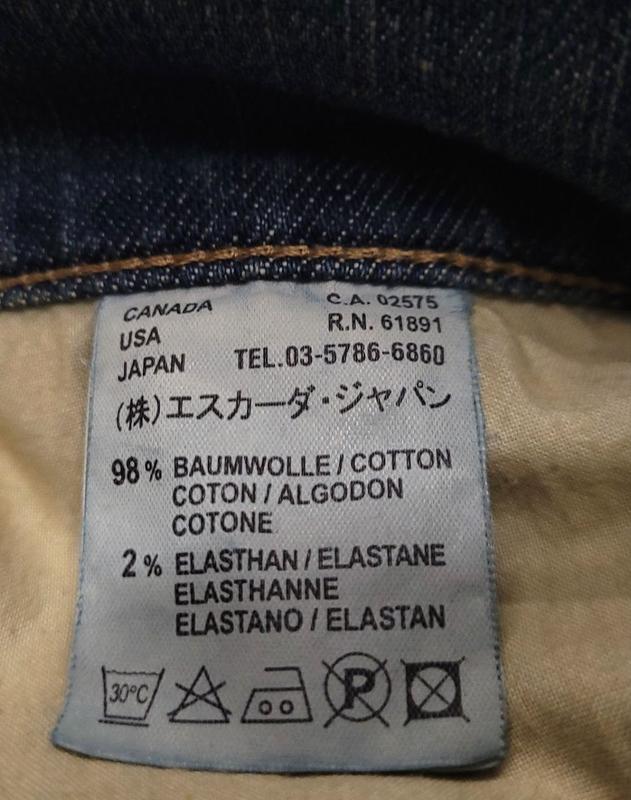 CANADA C.A. 02575
USA R.N. 61891
JAPAN TEL.03-5786-6860
(株)エスカーダ・ジャパン
98% BAUMWOLLE / COTTON
COTON / ALGODON
COTONE
2% ELASTHAN / ELASTANE
ELASTHANNE
ELASTANO / ELASTAN
30°C P